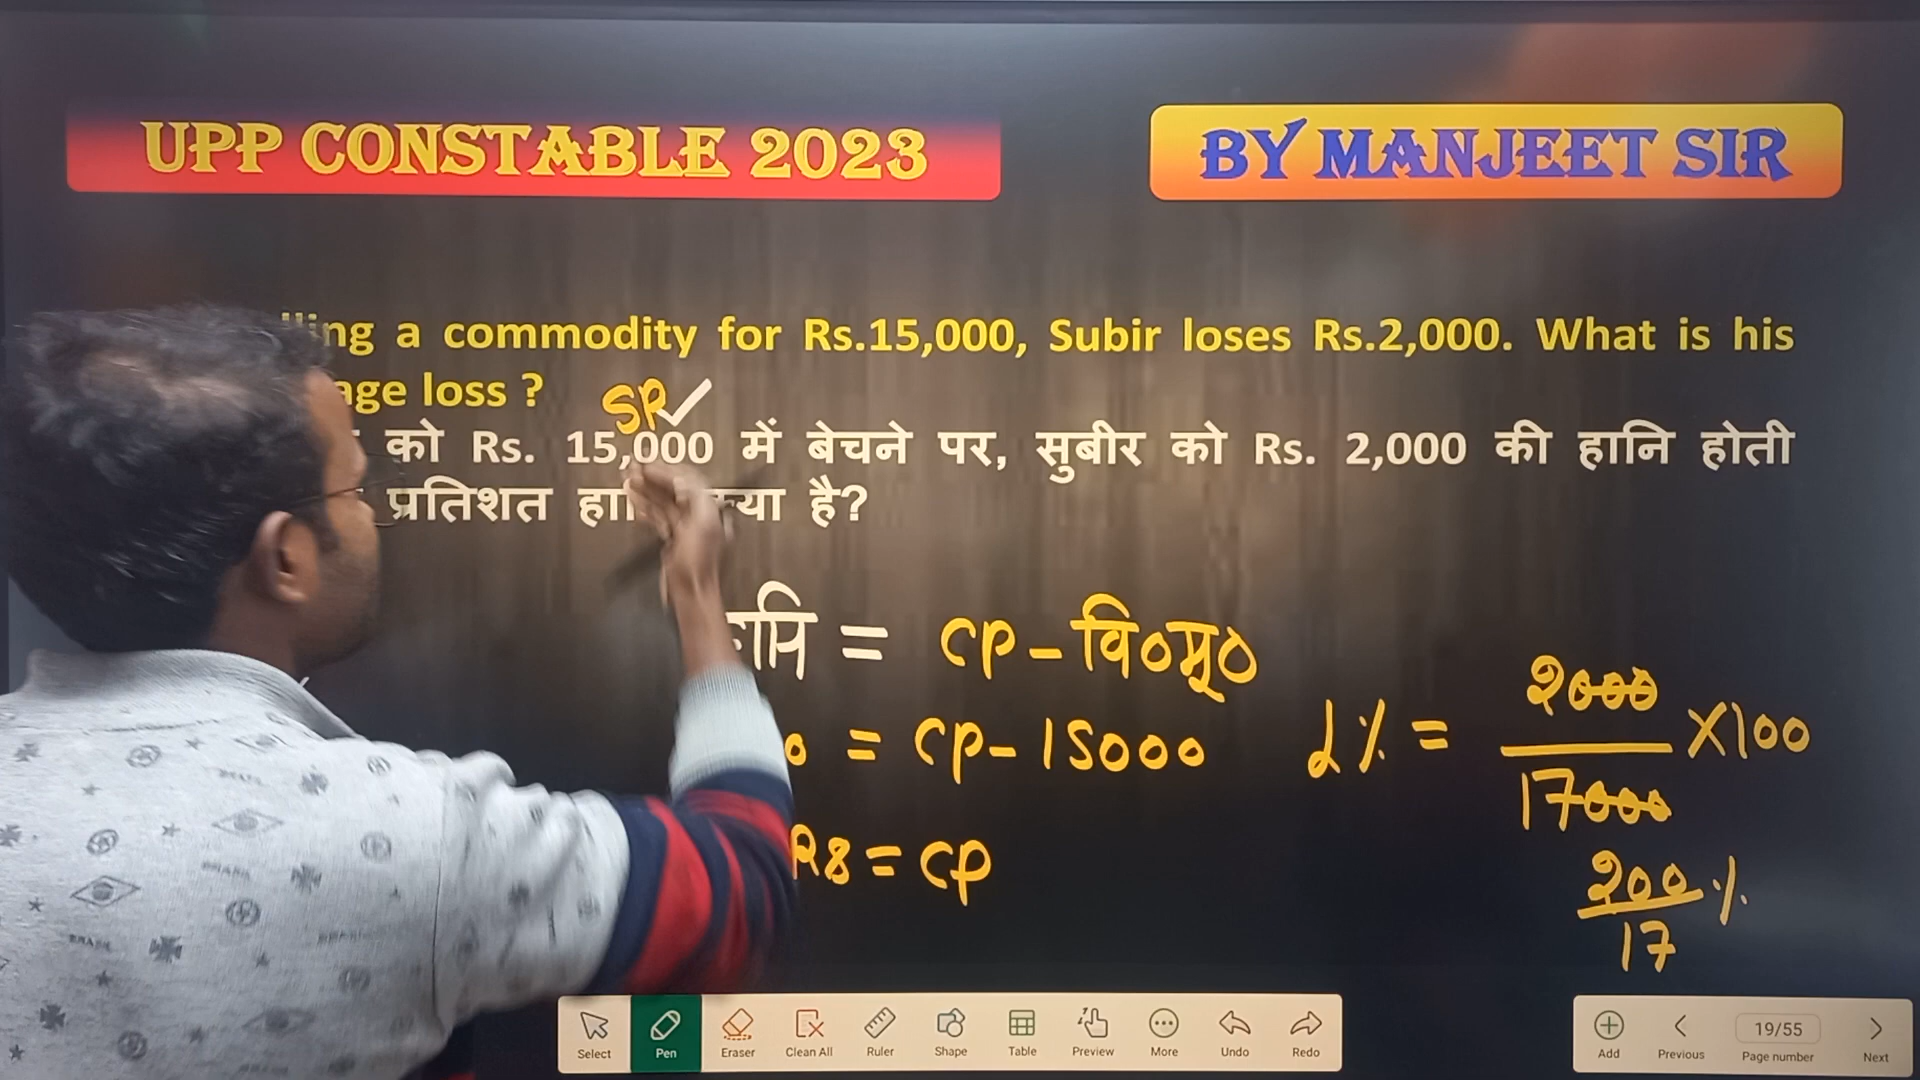 UPP CONSTABLE 2023
BY MANJEET SIR
lling a commodity for Rs.15,000, Subir loses Rs.2,000. What is his
age loss ?
SP✓
को Rs. 15,000 में बेचने पर, सुबीर को Rs. 2,000 की हानि होती
प्रतिशत हा क्या है?
= CP - वि०मू०
0 = CP - 15000
L% = 2000/17000 × 100
RS = CP
200/17 %
Select Pen Eraser Clean All Ruler Shape Table Preview More Undo Redo
Add Previous 19/55 Page number Next